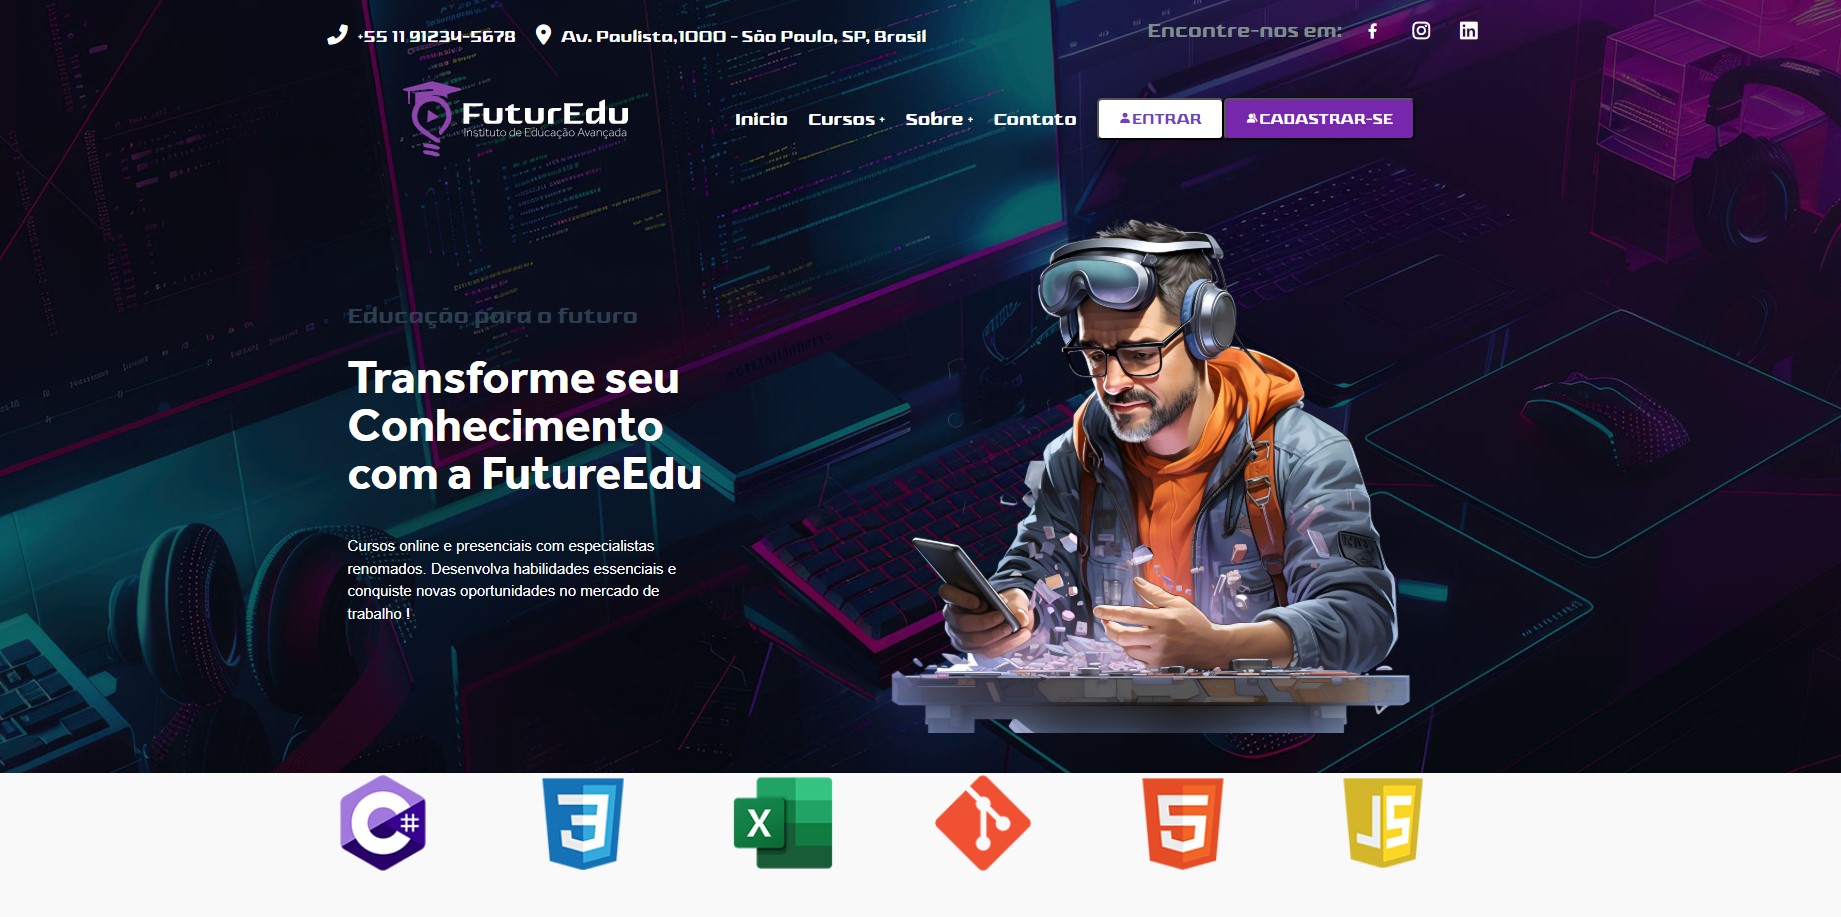 +55 11 91234-5678
Av. Paulista,1000 - São Paulo, SP, Brasil
Encontre-nos em:
FuturEdu
Instituto de Educação Avançada
Inicio Cursos + Sobre + Contato
ENTRAR
CADASTRAR-SE
Educação para o futuro
Transforme seu
Conhecimento
com a FutureEdu
Cursos online e presenciais com especialistas
renomados. Desenvolva habilidades essenciais e
conquiste novas oportunidades no mercado de
trabalho !
C#
3
X
5
JS